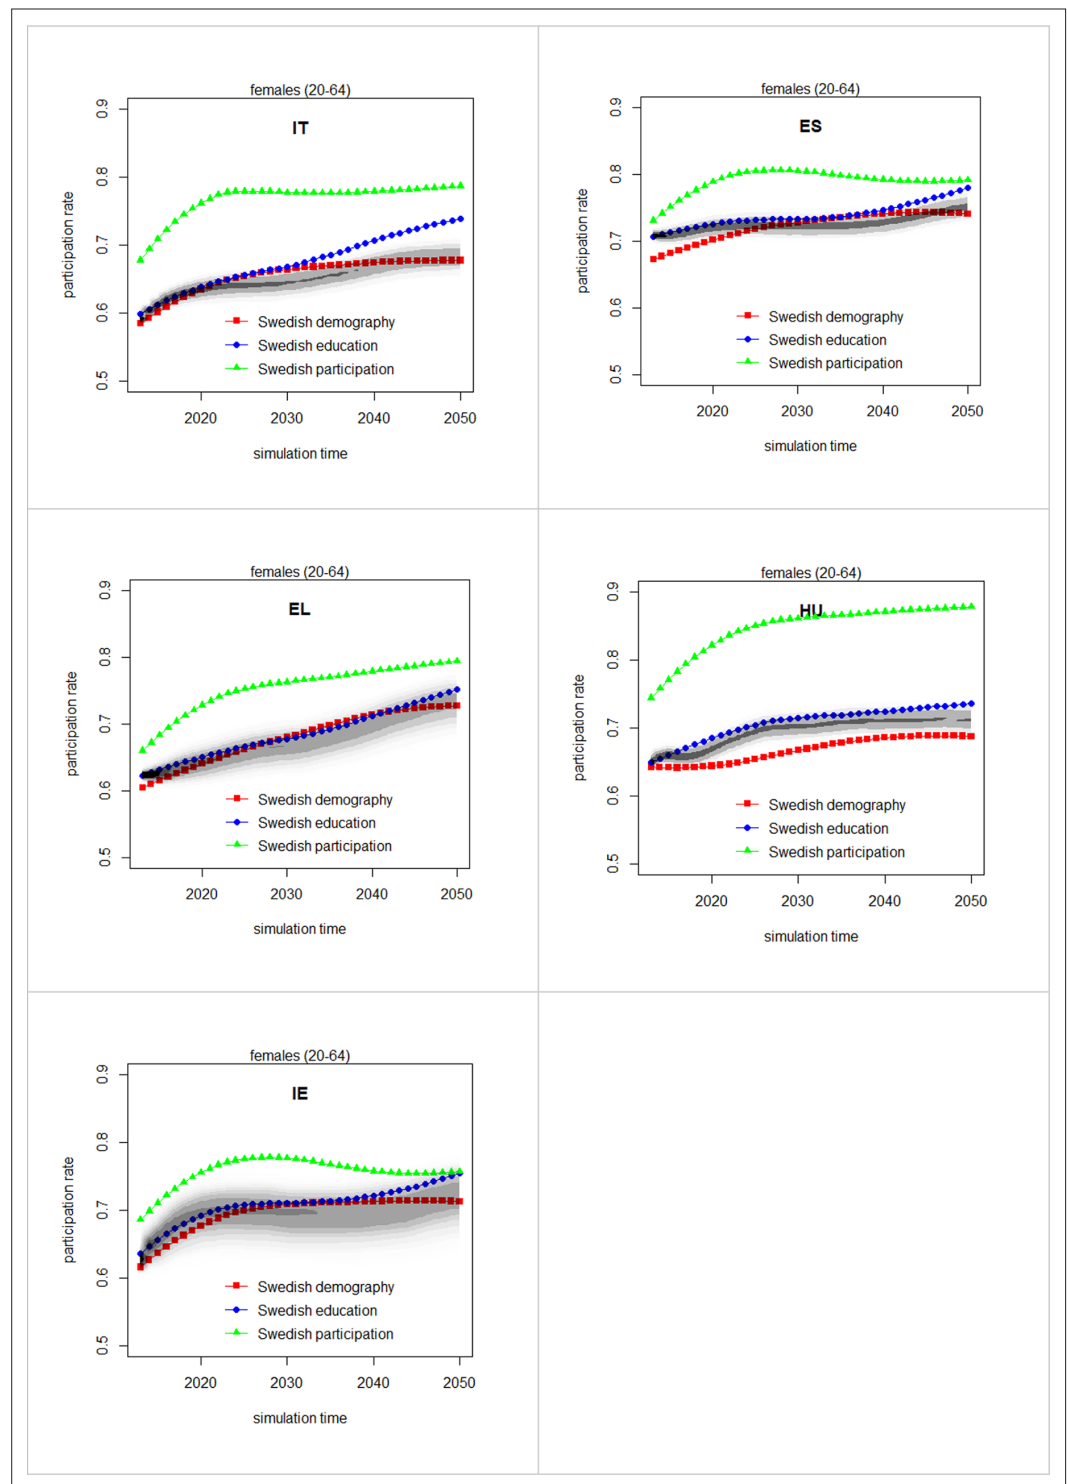 females (20-64)
IT
participation rate
0.9
0.8
0.7
0.6
0.5
Swedish demography
Swedish education
Swedish participation
2020 2030 2040 2050
simulation time
females (20-64)
ES
participation rate
0.9
0.8
0.7
0.6
0.5
Swedish demography
Swedish education
Swedish participation
2020 2030 2040 2050
simulation time
females (20-64)
EL
participation rate
0.9
0.8
0.7
0.6
0.5
Swedish demography
Swedish education
Swedish participation
2020 2030 2040 2050
simulation time
females (20-64)
HU
participation rate
0.9
0.8
0.7
0.6
0.5
Swedish demography
Swedish education
Swedish participation
2020 2030 2040 2050
simulation time
females (20-64)
IE
participation rate
0.9
0.8
0.7
0.6
0.5
Swedish demography
Swedish education
Swedish participation
2020 2030 2040 2050
simulation time